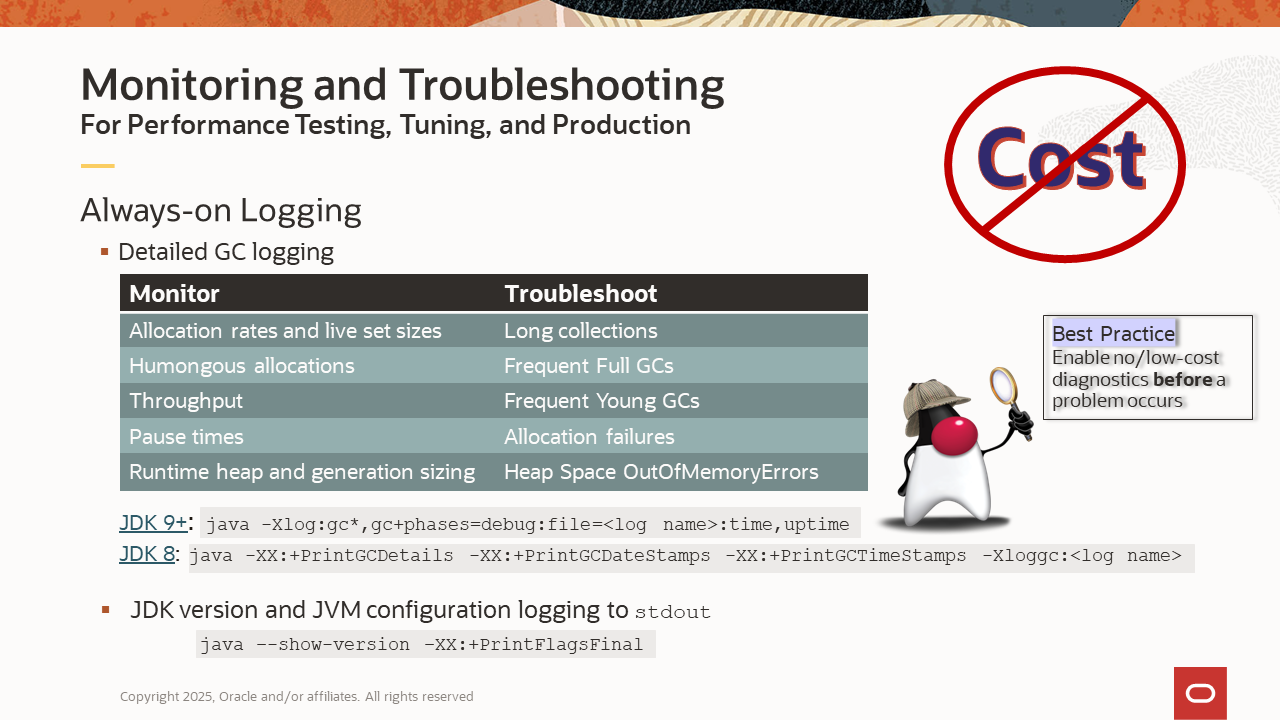 Monitoring and Troubleshooting
For Performance Testing, Tuning, and Production
Cost
Always-on Logging
Detailed GC logging
Monitor Troubleshoot
Allocation rates and live set sizes Long collections
Humongous allocations Frequent Full GCs
Throughput Frequent Young GCs
Pause times Allocation failures
Runtime heap and generation sizing Heap Space OutOfMemoryErrors
Best Practice
Enable no/low-cost
diagnostics before a
problem occurs
JDK 9+: java -Xlog:gc*,gc+phases=debug:file=<log name>:time,uptime
JDK 8: java -XX:+PrintGCDetails -XX:+PrintGCDateStamps -XX:+PrintGCTimeStamps -Xloggc:<log name>
JDK version and JVM configuration logging to stdout
java --show-version -XX:+PrintFlagsFinal
Copyright 2025, Oracle and/or affiliates. All rights reserved